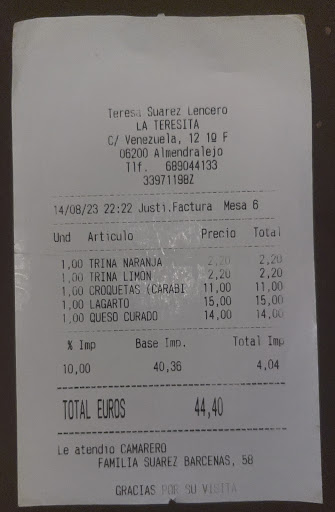 Teresa Suarez Lencero
LA TERESITA
C/ Venezuela, 12 1º F
06200 Almendralejo
Tlf. 689044133
33971198Z
14/08/23 22:22 Justi.Factura Mesa 6
Und Artículo Precio Total
1,00 TRINA NARANJA 2,20 2,20
1,00 TRINA LIMON 2,20 2,20
1,00 CROQUETAS (CARABI 11,00 11,00
1,00 LAGARTO 15,00 15,00
1,00 QUESO CURADO 14,00 14,00
% Imp Base Imp. Total Imp
10,00 40,36 4,04
TOTAL EUROS 44,40
Le atendio CAMARERO
FAMILIA SUAREZ BARCENAS, 58
GRACIAS POR SU VISITA